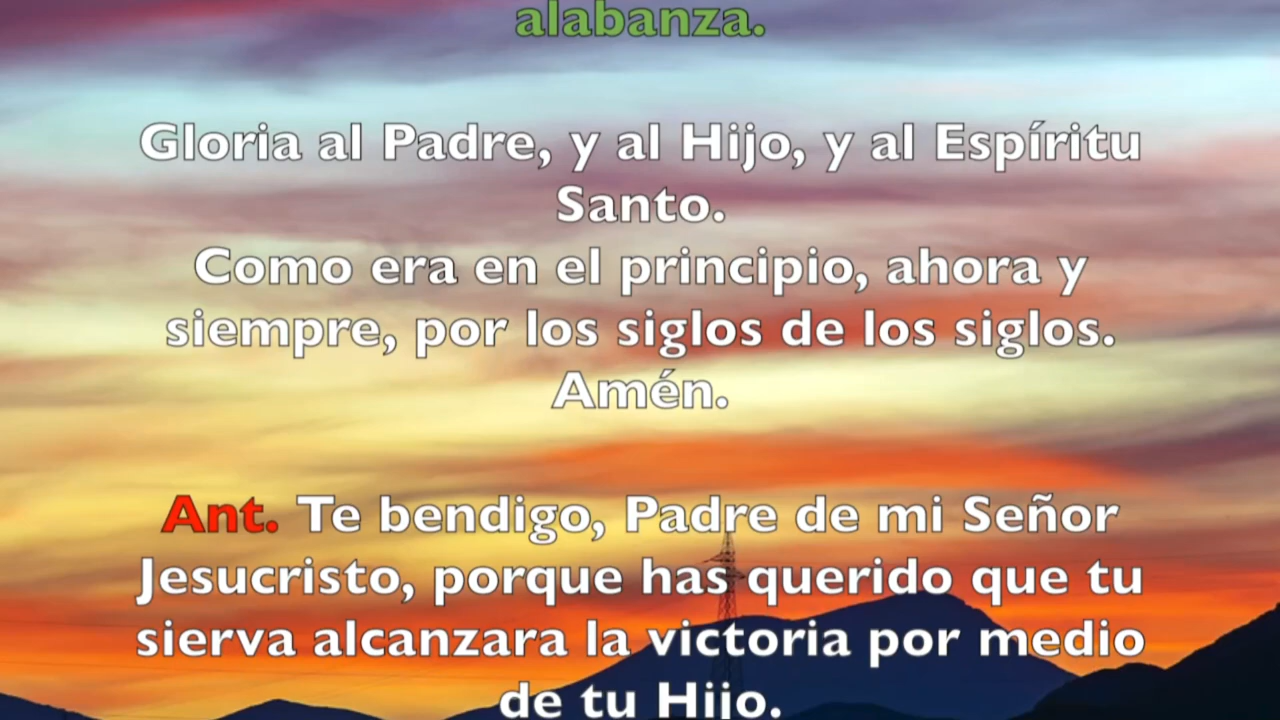 alabanza.
Gloria al Padre, y al Hijo, y al Espíritu
Santo.
Como era en el principio, ahora y
siempre, por los siglos de los siglos.
Amén.
Ant. Te bendigo, Padre de mi Señor
Jesucristo, porque has querido que tu
sierva alcanzara la victoria por medio
de tu Hijo.